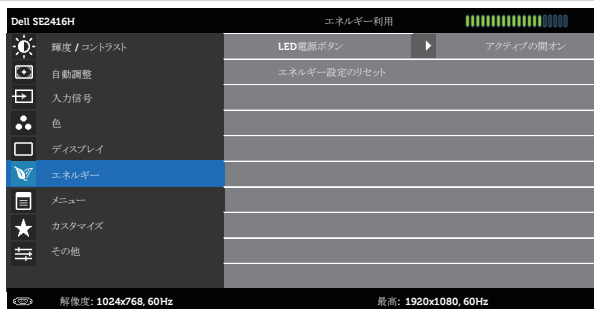 Dell SE2416H エネルギー利用
輝度 / コントラスト LED電源ボタン アクティブの間オン
自動調整 エネルギー設定のリセット
入力信号
色
ディスプレイ
エネルギー
メニュー
カスタマイズ
その他
解像度: 1024x768, 60Hz 最高: 1920x1080, 60Hz